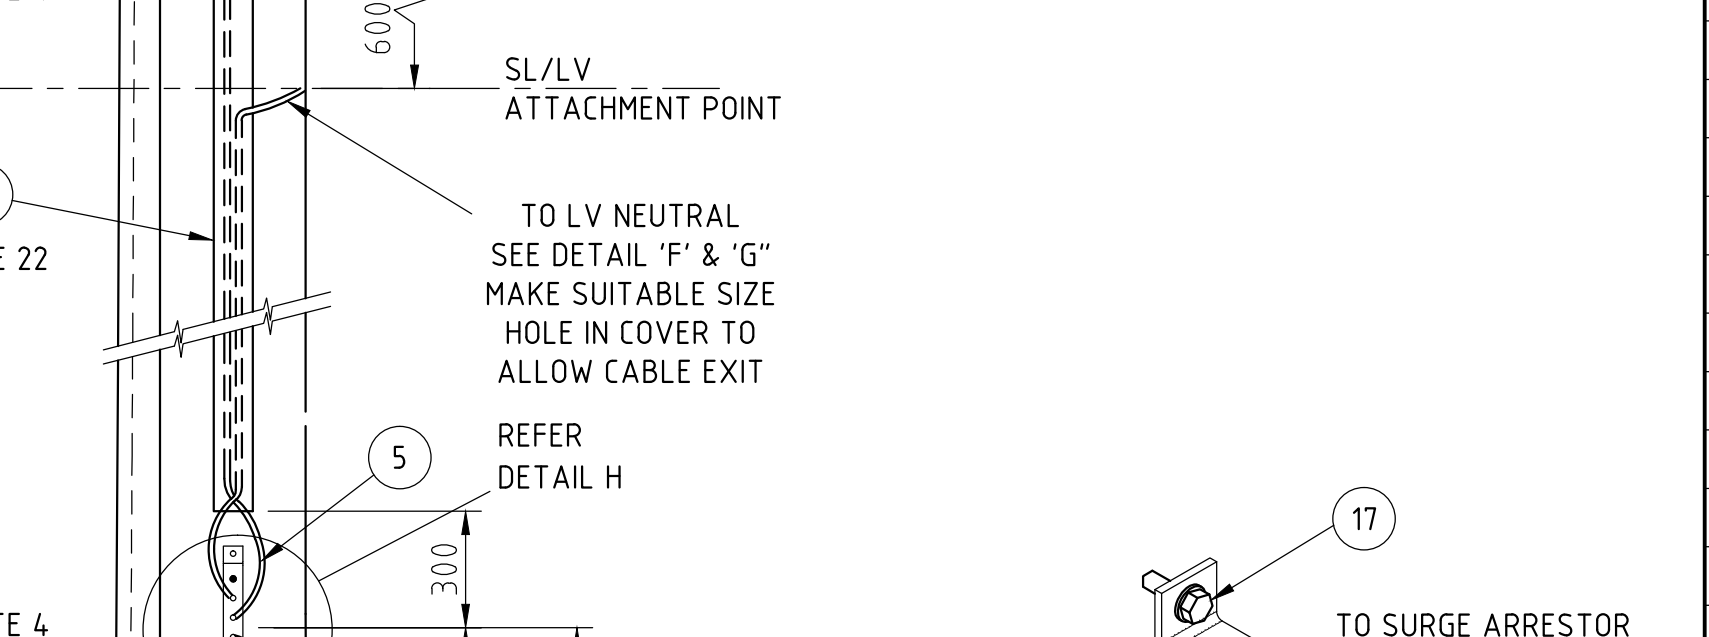 600
SL/LV
ATTACHMENT POINT
TO LV NEUTRAL
SEE DETAIL 'F' & 'G"
MAKE SUITABLE SIZE
HOLE IN COVER TO
ALLOW CABLE EXIT
22
REFER
DETAIL H
5
17
300
4
TO SURGE ARRESTOR